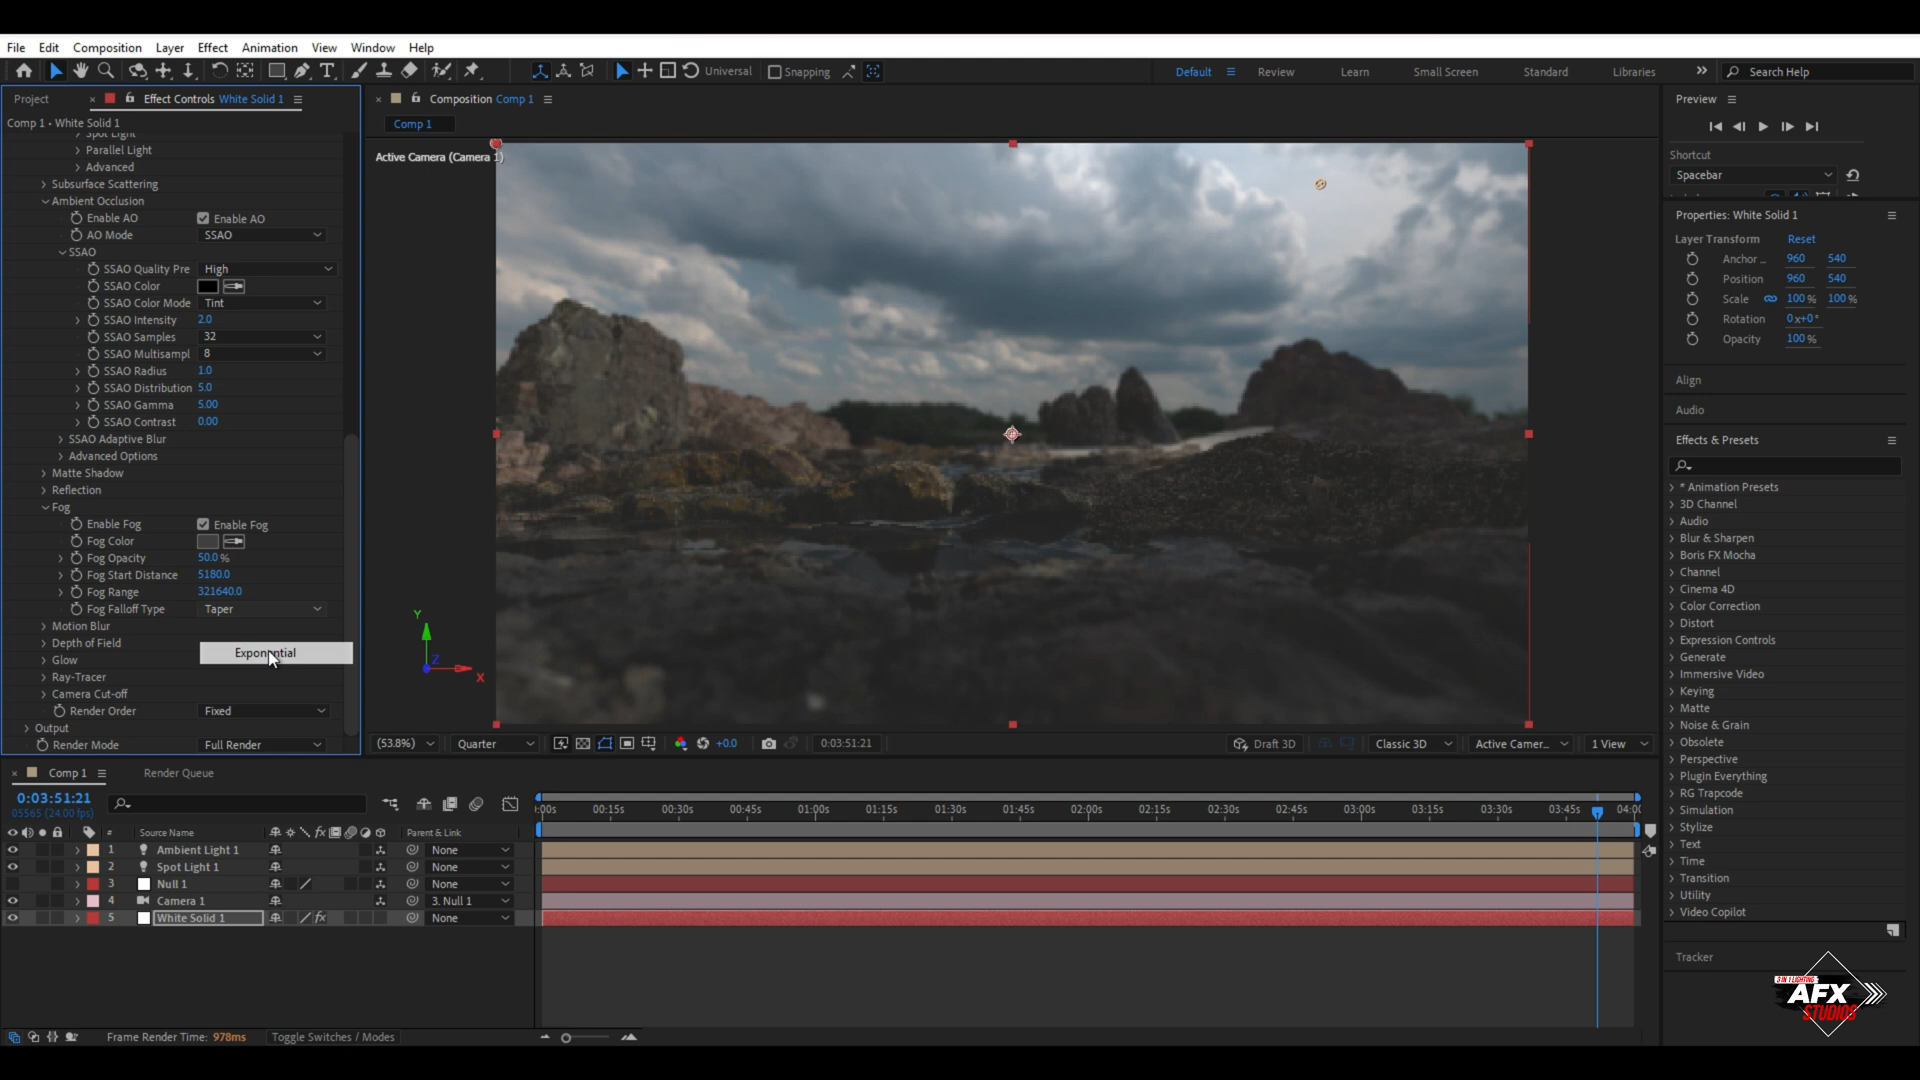 File Edit Composition Layer Effect Animation View Window Help
Universal Snapping Default Review Learn Small Screen Standard Libraries Search Help
Project Effect Controls White Solid 1
Comp 1 • White Solid 1
Spot Light
Parallel Light
Advanced
Subsurface Scattering
Ambient Occlusion
Enable AO Enable AO
AO Mode SSAO
SSAO
SSAO Quality Pre High
SSAO Color
SSAO Color Mode Tint
SSAO Intensity 2.0
SSAO Samples 32
SSAO Multisampl 8
SSAO Radius 1.0
SSAO Distribution 5.0
SSAO Gamma 5.00
SSAO Contrast 0.00
SSAO Adaptive Blur
Advanced Options
Matte Shadow
Reflection
Fog
Enable Fog Enable Fog
Fog Color
Fog Opacity 50.0 %
Fog Start Distance 5180.0
Fog Range 321640.0
Fog Falloff Type Taper
Motion Blur
Depth of Field
Exponential
Glow
Ray-Tracer
Camera Cut-off
Render Order Fixed
Output
Render Mode Full Render
Composition Comp 1
Comp 1
Active Camera (Camera 1)
Y
Z
X
(53.8%) Quarter +0.0 0:03:51:21 Draft 3D Classic 3D Active Camer... 1 View
Preview
Shortcut
Spacebar
Properties: White Solid 1
Layer Transform Reset
Anchor ... 960 540
Position 960 540
Scale 100 % 100 %
Rotation 0x+0°
Opacity 100 %
Align
Audio
Effects & Presets
* Animation Presets
3D Channel
Audio
Blur & Sharpen
Boris FX Mocha
Channel
Cinema 4D
Color Correction
Distort
Expression Controls
Generate
Immersive Video
Keying
Matte
Noise & Grain
Obsolete
Perspective
Plugin Everything
RG Trapcode
Simulation
Stylize
Text
Time
Transition
Utility
Video Copilot
Tracker
3 IN 1 LIGHTING
AFX
STUDIOS
Comp 1 Render Queue
0:03:51:21
05565 (24.00 fps)
:00s 00:15s 00:30s 00:45s 01:00s 01:15s 01:30s 01:45s 02:00s 02:15s 02:30s 02:45s 03:00s 03:15s 03:30s 03:45s 04:00
# Source Name fx Parent & Link
1 Ambient Light 1 None
2 Spot Light 1 None
3 Null 1 None
4 Camera 1 3. Null 1
5 White Solid 1 fx None
Frame Render Time: 978ms Toggle Switches / Modes